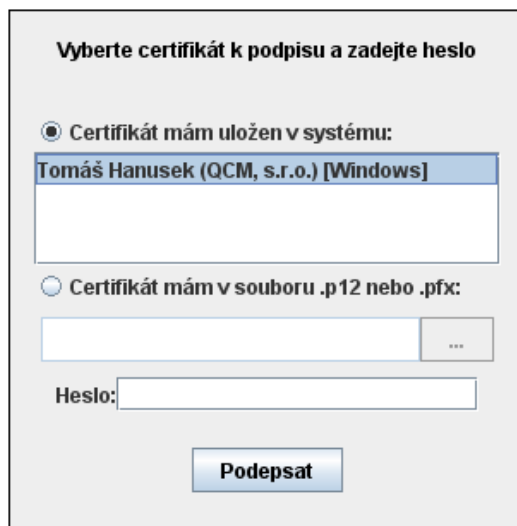 Vyberte certifikát k podpisu a zadejte heslo
Certifikát mám uložen v systému:
Tomáš Hanusek (QCM, s.r.o.) [Windows]
Certifikát mám v souboru .p12 nebo .pfx:
...
Heslo:
Podepsat